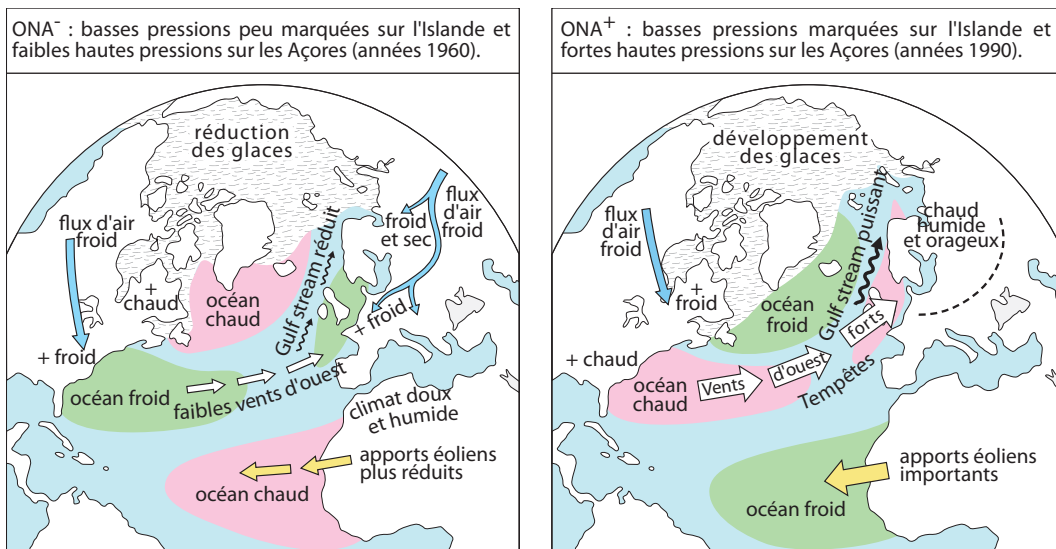 ONA⁻ : basses pressions peu marquées sur l'Islande et
faibles hautes pressions sur les Açores (années 1960).
réduction
des glaces
flux d'air
froid
froid
et sec
flux
d'air
froid
+
chaud
océan
chaud
Gulf stream réduit
+ froid
+ froid
océan froid
faibles vents d'ouest
climat doux
et humide
apports éoliens
plus réduits
océan chaud
ONA⁺ : basses pressions marquées sur l'Islande et
fortes hautes pressions sur les Açores (années 1990).
développement
des glaces
flux
d'air
froid
chaud
humide
et orageux
+
froid
océan
froid
Gulf stream puissant
+ chaud
océan
chaud
Vents
d'ouest
forts
Tempêtes
apports éoliens
importants
océan froid